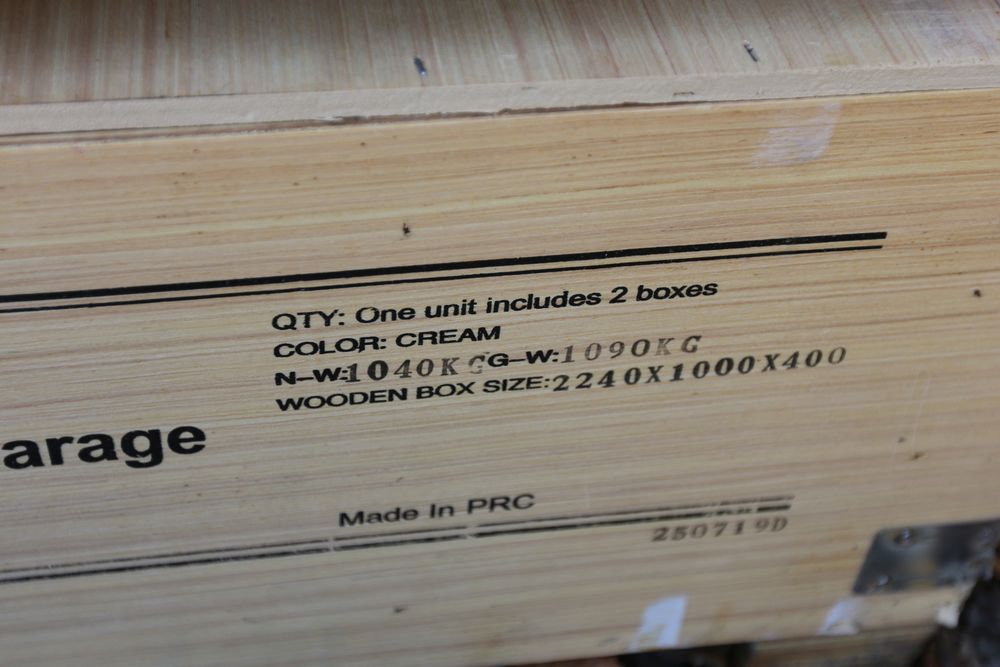 QTY: One unit includes 2 boxes
COLOR: CREAM
N-W:1040KG G-W:1090KG
WOODEN BOX SIZE:2240X1000X400
arage
Made In PRC
250719D